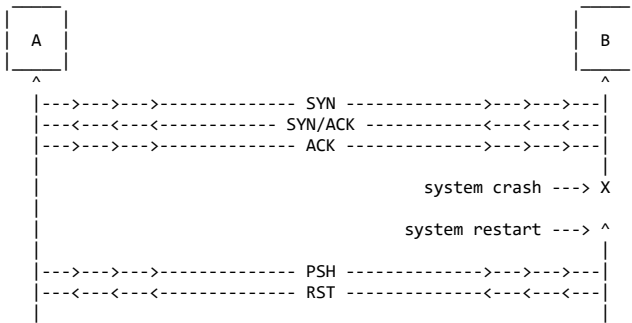 A B
|--->--->--->-------------- SYN -------------->--->--->---|
|---<---<---<------------ SYN/ACK ------------<---<---<---|
|--->--->--->-------------- ACK -------------->--->--->---|
system crash ---> X
system restart ---> ^
|--->--->--->-------------- PSH -------------->--->--->---|
|---<---<---<-------------- RST --------------<---<---<---|